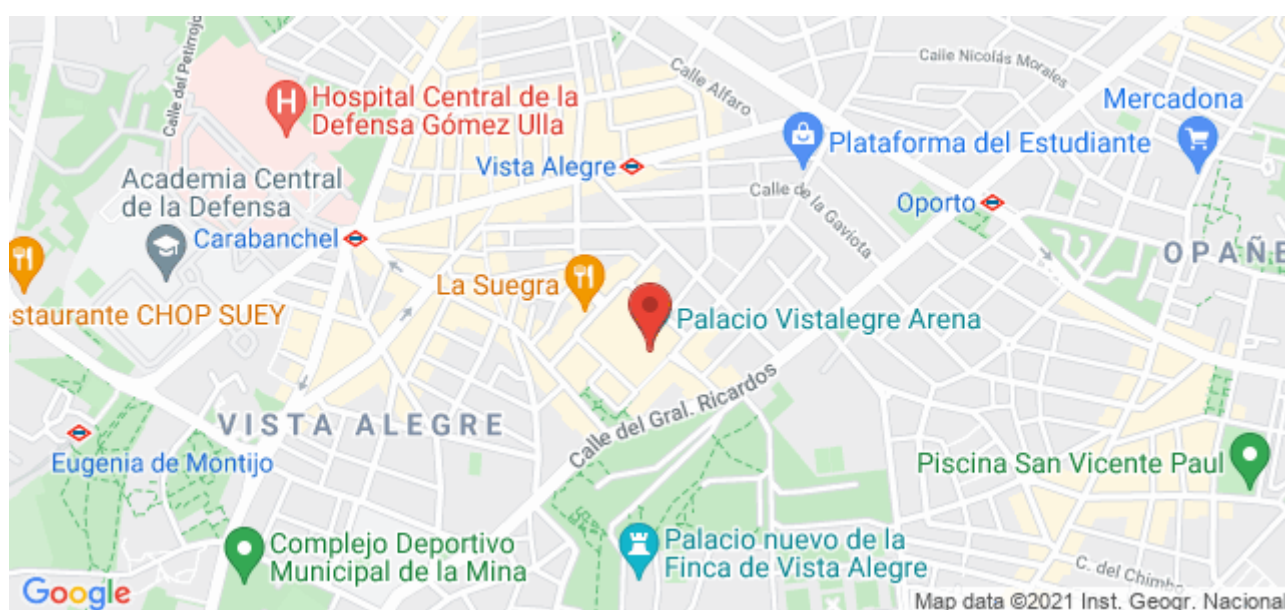 Calle del Petirrojo
Calle Nicolás Morales
Calle Alfaro
Hospital Central de la
Defensa Gómez Ulla
H
Mercadona
Plataforma del Estudiante
Vista Alegre
Academia Central
de la Defensa
Calle de la Gaviota
Oporto
Carabanchel
OPAÑE
La Suegra
staurante CHOP SUEY
Palacio Vistalegre Arena
Calle del Gral. Ricardos
VISTA ALEGRE
Eugenia de Montijo
Piscina San Vicente Paul
Complejo Deportivo
Municipal de la Mina
Palacio nuevo de la
Finca de Vista Alegre
C. del Chimbo
Google
Map data ©2021 Inst. Geogr. Naciona